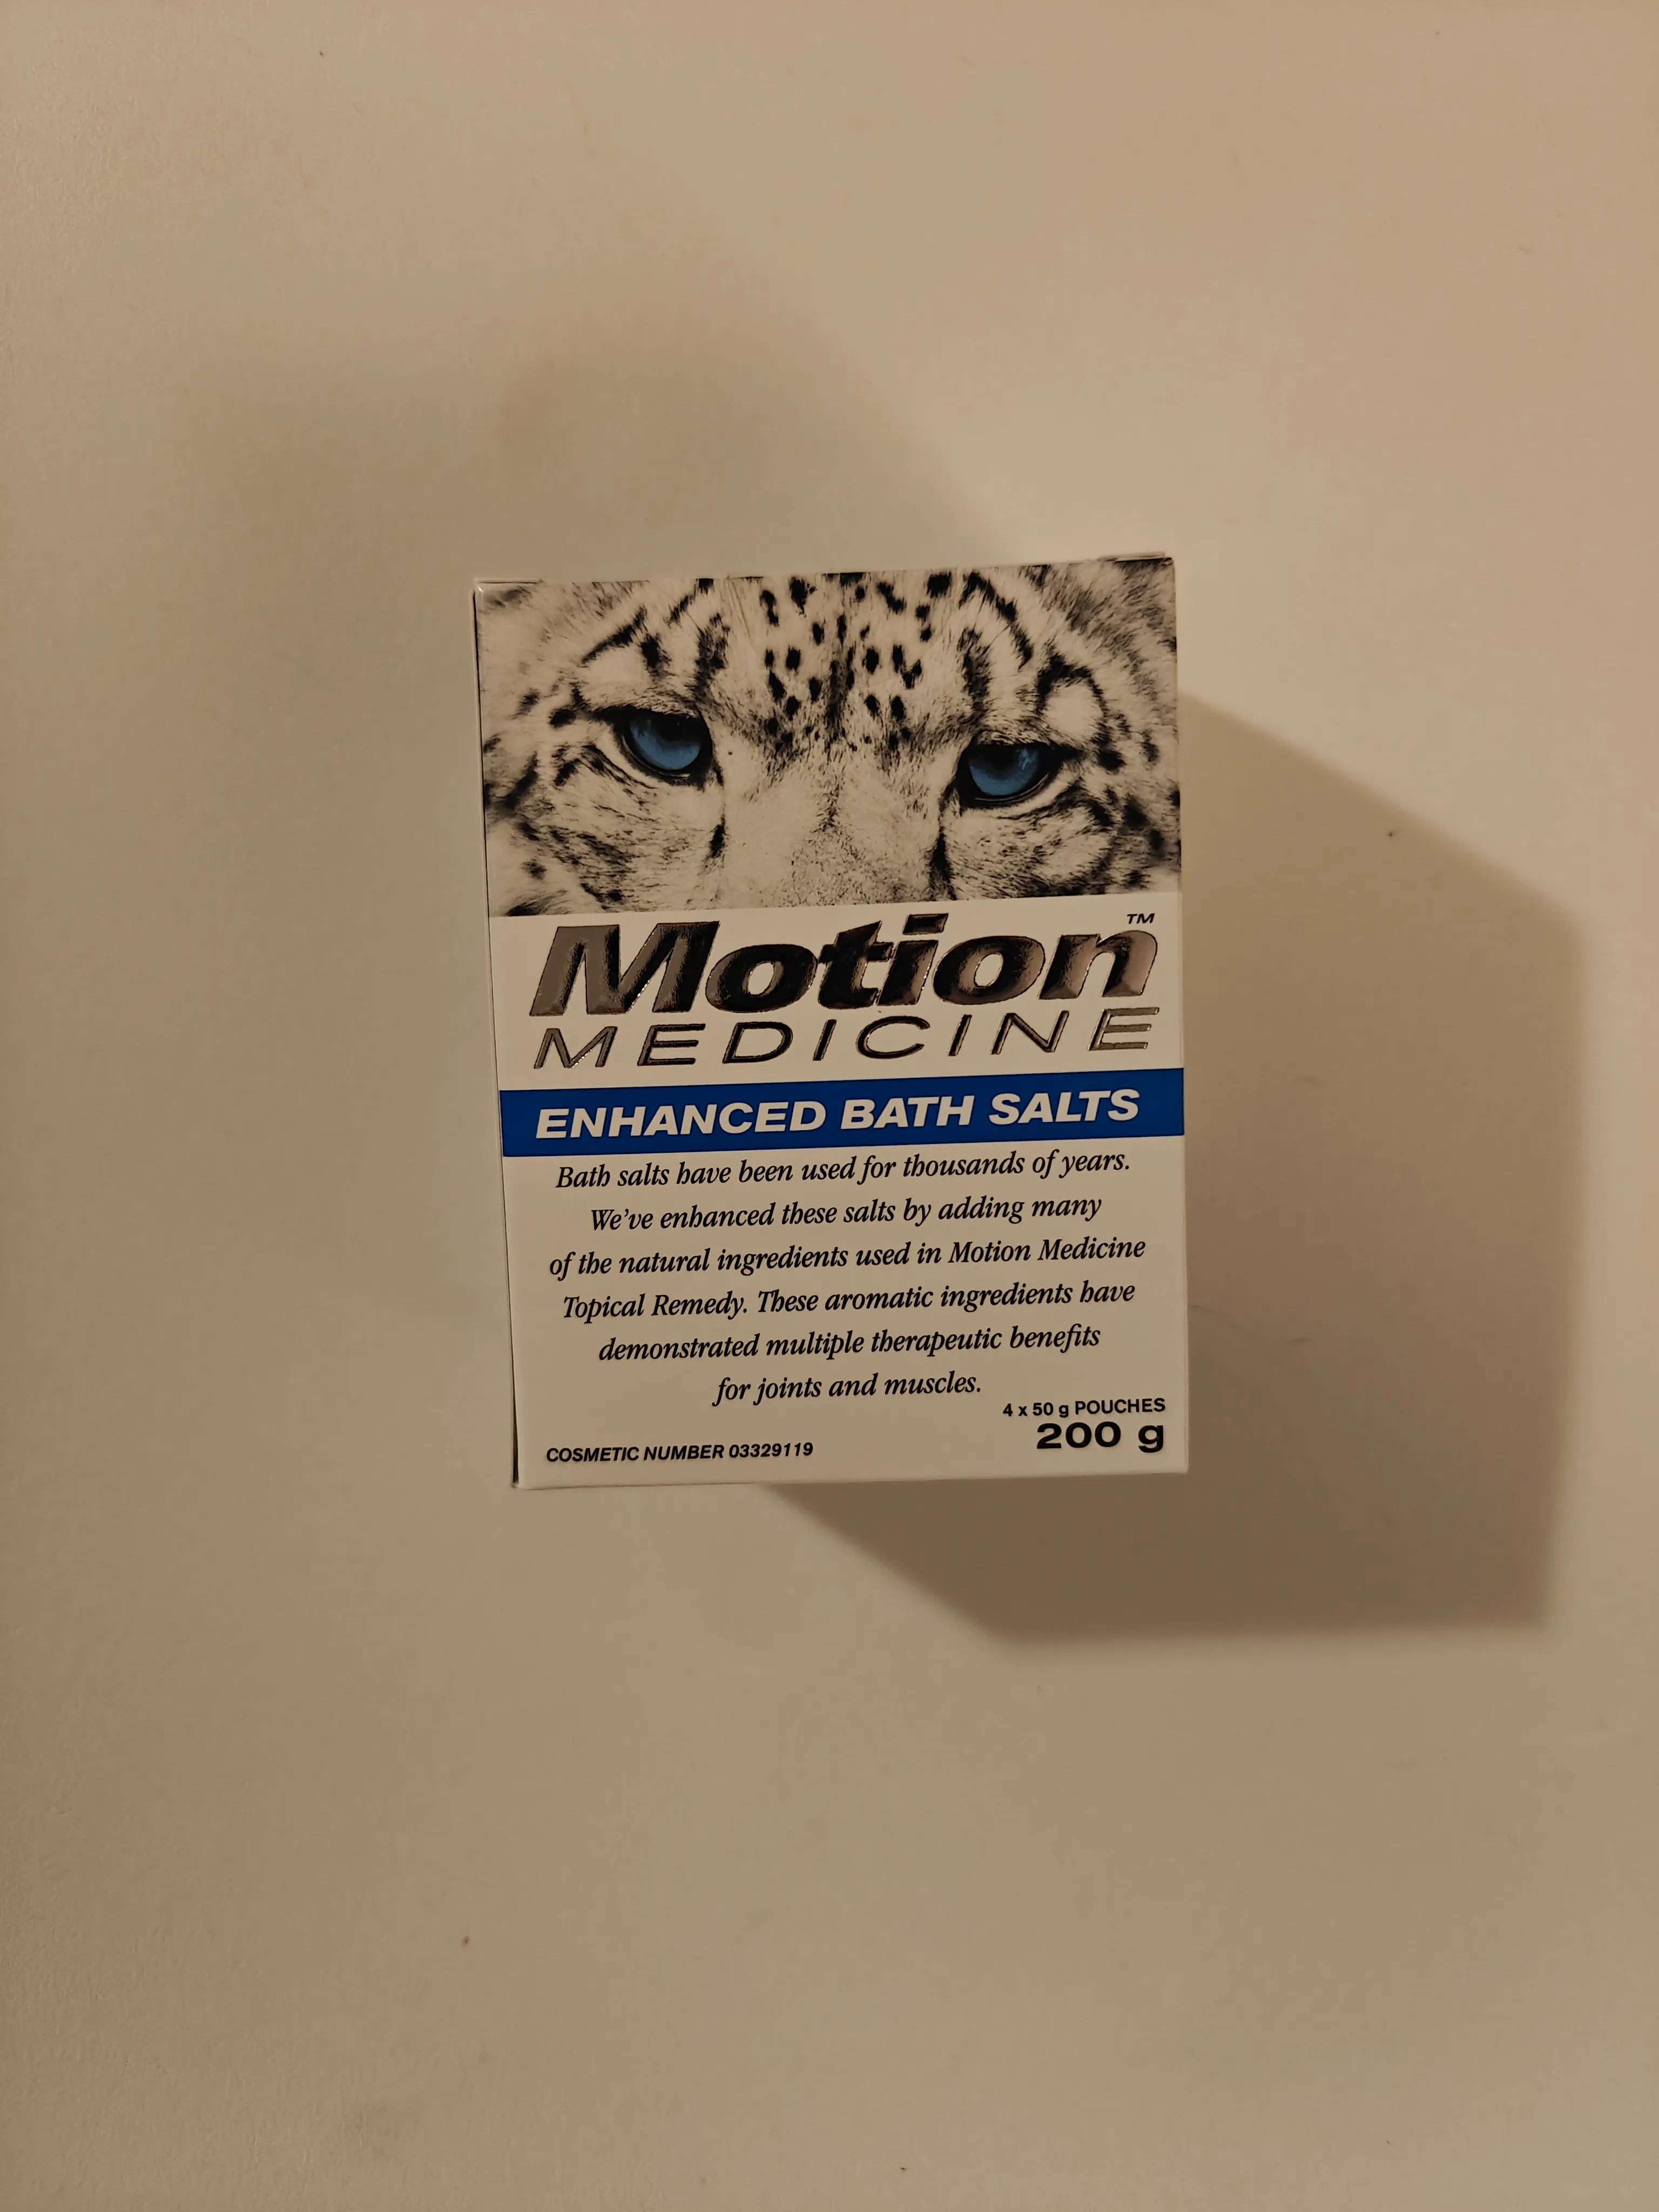 Motion™
MEDICINE
ENHANCED BATH SALTS
Bath salts have been used for thousands of years.
We've enhanced these salts by adding many
of the natural ingredients used in Motion Medicine
Topical Remedy. These aromatic ingredients have
demonstrated multiple therapeutic benefits
for joints and muscles.
4 x 50 g POUCHES
200 g
COSMETIC NUMBER 03329119